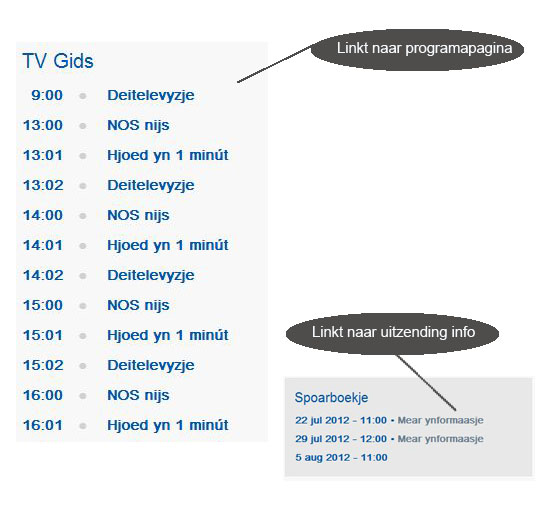 Linkt naar programapagina
TV Gids
9:00 Deitelevyzje
13:00 NOS nijs
13:01 Hjoed yn 1 minút
13:02 Deitelevyzje
14:00 NOS nijs
14:01 Hjoed yn 1 minút
14:02 Deitelevyzje
15:00 NOS nijs
15:01 Hjoed yn 1 minút
15:02 Deitelevyzje
16:00 NOS nijs
16:01 Hjoed yn 1 minút
Linkt naar uitzending info
Spoarboekje
22 jul 2012 - 11:00 • Mear ynformaasje
29 jul 2012 - 12:00 • Mear ynformaasje
5 aug 2012 - 11:00